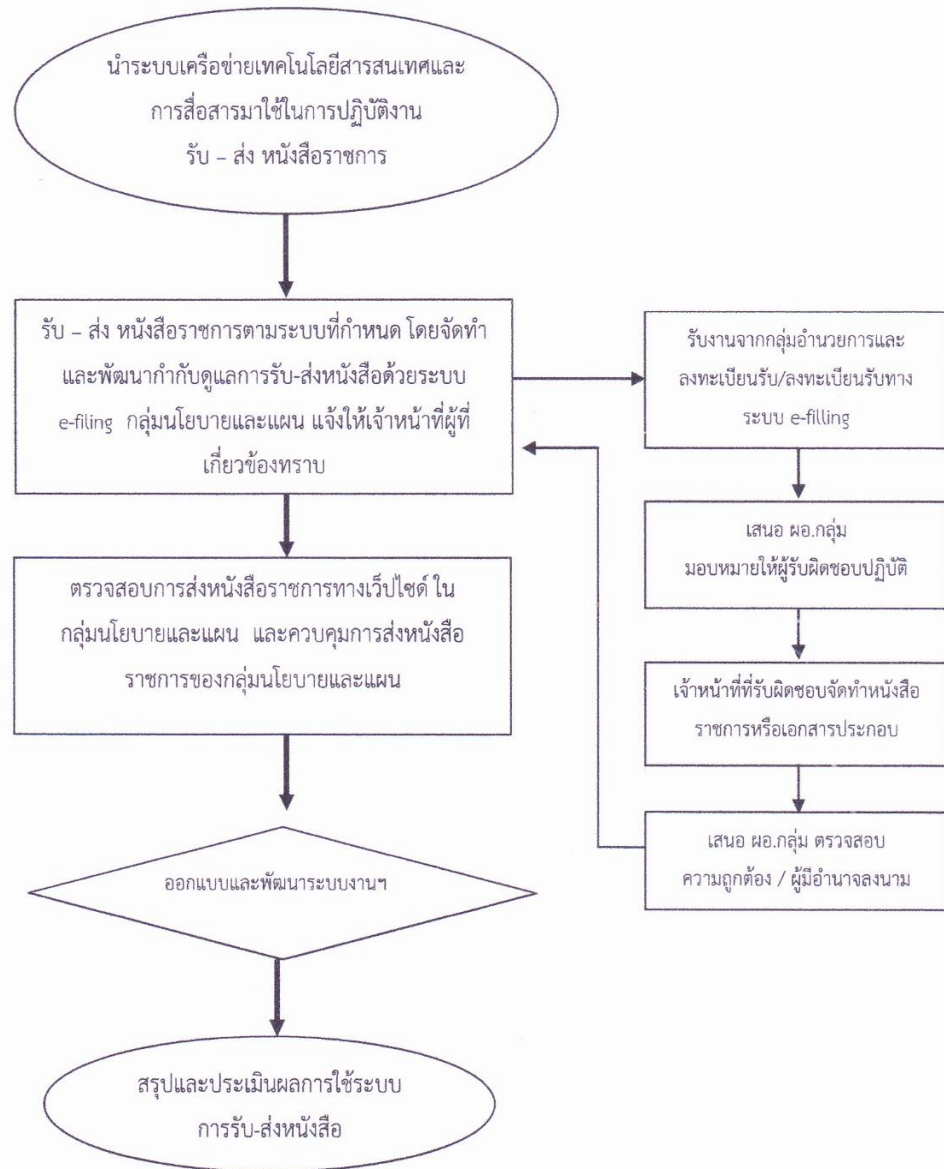 นำระบบเครือข่ายเทคโนโลยีสารสนเทศและ
การสื่อสารมาใช้ในการปฏิบัติงาน
รับ – ส่ง หนังสือราชการ
รับ – ส่ง หนังสือราชการตามระบบที่กำหนด โดยจัดทำ
และพัฒนากำกับดูแลการรับ-ส่งหนังสือด้วยระบบ
e-filing กลุ่มนโยบายและแผน แจ้งให้เจ้าหน้าที่ผู้ที่
เกี่ยวข้องทราบ
รับงานจากกลุ่มอำนวยการและ
ลงทะเบียนรับ/ลงทะเบียนรับทาง
ระบบ e-filling
เสนอ ผอ.กลุ่ม
มอบหมายให้ผู้รับผิดชอบปฏิบัติ
เจ้าหน้าที่ที่รับผิดชอบจัดทำหนังสือ
ราชการหรือเอกสารประกอบ
เสนอ ผอ.กลุ่ม ตรวจสอบ
ความถูกต้อง / ผู้มีอำนาจลงนาม
ตรวจสอบการส่งหนังสือราชการทางเว็ปไซด์ ใน
กลุ่มนโยบายและแผน และควบคุมการส่งหนังสือ
ราชการของกลุ่มนโยบายและแผน
ออกแบบและพัฒนาระบบงานฯ
สรุปและประเมินผลการใช้ระบบ
การรับ-ส่งหนังสือ